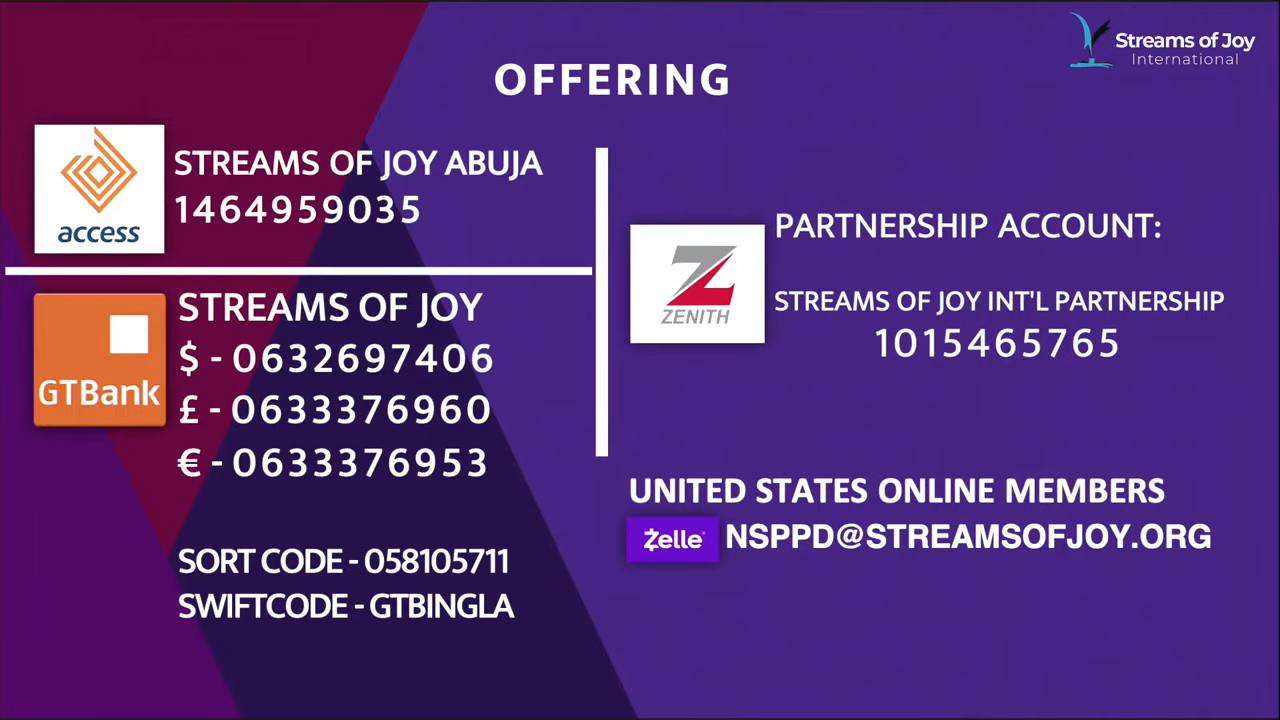 Streams of Joy
International
OFFERING
access
STREAMS OF JOY ABUJA
1464959035
GTBank
STREAMS OF JOY
$ - 0632697406
£ - 0633376960
€ - 0633376953
SORT CODE - 058105711
SWIFTCODE - GTBINGLA
ZENITH
PARTNERSHIP ACCOUNT:
STREAMS OF JOY INT'L PARTNERSHIP
1015465765
UNITED STATES ONLINE MEMBERS
Zelle NSPPD@STREAMSOFJOY.ORG